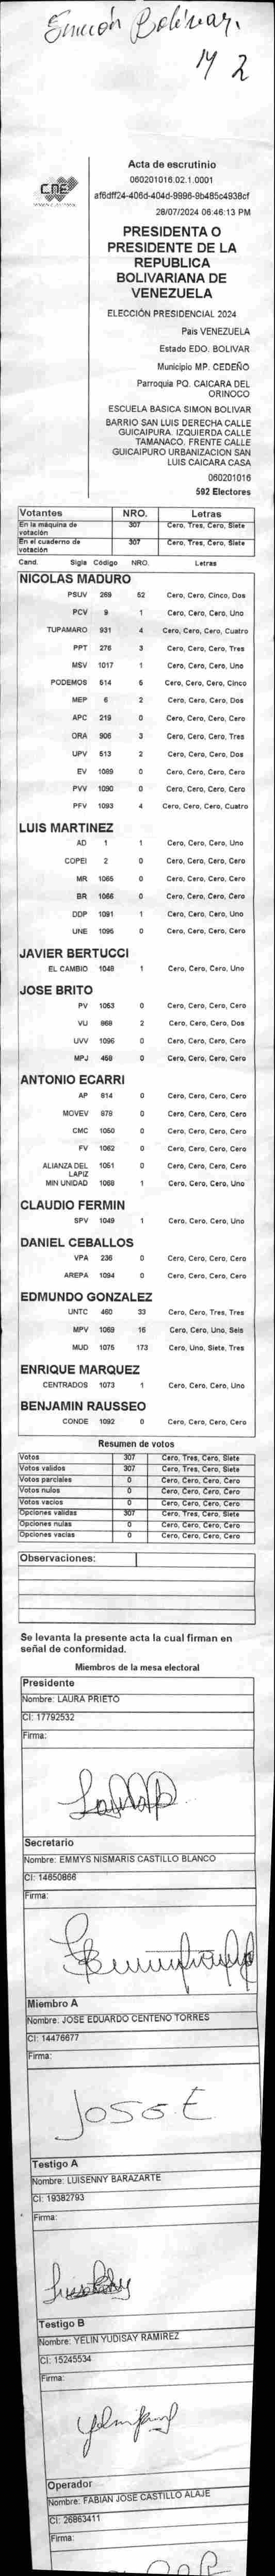 Simón Bolívar.
M 2
CNE
Acta de escrutinio
060201016.02.1.0001
af6dff24-406d-404d-9996-9b485c4938cf
28/07/2024 06:46:13 PM
PRESIDENTA O
PRESIDENTE DE LA
REPUBLICA
BOLIVARIANA DE
VENEZUELA
ELECCIÓN PRESIDENCIAL 2024
País VENEZUELA
Estado EDO. BOLIVAR
Municipio MP. CEDEÑO
Parroquia PQ. CAICARA DEL
ORINOCO
ESCUELA BASICA SIMON BOLIVAR
BARRIO SAN LUIS DERECHA CALLE
GUICAIPURA. IZQUIERDA CALLE
TAMANACO. FRENTE CALLE
GUICAIPURO URBANIZACION SAN
LUIS CAICARA CASA
060201016
592 Electores
Votantes NRO. Letras
En la máquina de votación 307 Cero, Tres, Cero, Siete
En el cuaderno de votación 307 Cero, Tres, Cero, Siete
Cand. Sigla Código NRO. Letras
NICOLAS MADURO
PSUV 269 52 Cero, Cero, Cinco, Dos
PCV 9 1 Cero, Cero, Cero, Uno
TUPAMARO 931 4 Cero, Cero, Cero, Cuatro
PPT 276 3 Cero, Cero, Cero, Tres
MSV 1017 1 Cero, Cero, Cero, Uno
PODEMOS 514 5 Cero, Cero, Cero, Cinco
MEP 6 2 Cero, Cero, Cero, Dos
APC 219 0 Cero, Cero, Cero, Cero
ORA 906 3 Cero, Cero, Cero, Tres
UPV 513 2 Cero, Cero, Cero, Dos
EV 1089 0 Cero, Cero, Cero, Cero
PVV 1090 0 Cero, Cero, Cero, Cero
PFV 1093 4 Cero, Cero, Cero, Cuatro
LUIS MARTINEZ
AD 1 1 Cero, Cero, Cero, Uno
COPEI 2 0 Cero, Cero, Cero, Cero
MR 1065 0 Cero, Cero, Cero, Cero
BR 1066 0 Cero, Cero, Cero, Cero
DDP 1091 1 Cero, Cero, Cero, Uno
UNE 1095 0 Cero, Cero, Cero, Cero
JAVIER BERTUCCI
EL CAMBIO 1048 1 Cero, Cero, Cero, Uno
JOSE BRITO
PV 1053 0 Cero, Cero, Cero, Cero
VU 868 2 Cero, Cero, Cero, Dos
UVV 1096 0 Cero, Cero, Cero, Cero
MPJ 459 0 Cero, Cero, Cero, Cero
ANTONIO ECARRI
AP 814 0 Cero, Cero, Cero, Cero
MOVEV 979 0 Cero, Cero, Cero, Cero
CMC 1050 0 Cero, Cero, Cero, Cero
FV 1062 0 Cero, Cero, Cero, Cero
ALIANZA DEL LAPIZ 1051 0 Cero, Cero, Cero, Cero
MIN UNIDAD 1068 1 Cero, Cero, Cero, Uno
CLAUDIO FERMIN
SPV 1049 1 Cero, Cero, Cero, Uno
DANIEL CEBALLOS
VPA 236 0 Cero, Cero, Cero, Cero
AREPA 1094 0 Cero, Cero, Cero, Cero
EDMUNDO GONZALEZ
UNTC 460 33 Cero, Cero, Tres, Tres
MPV 1069 16 Cero, Cero, Uno, Seis
MUD 1075 173 Cero, Uno, Siete, Tres
ENRIQUE MARQUEZ
CENTRADOS 1073 1 Cero, Cero, Cero, Uno
BENJAMIN RAUSSEO
CONDE 1092 0 Cero, Cero, Cero, Cero
Resumen de votos
Votos 307 Cero, Tres, Cero, Siete
Votos validos 307 Cero, Tres, Cero, Siete
Votos parciales 0 Cero, Cero, Cero, Cero
Votos nulos 0 Cero, Cero, Cero, Cero
Votos vacios 0 Cero, Cero, Cero, Cero
Opciones validas 307 Cero, Tres, Cero, Siete
Opciones nulas 0 Cero, Cero, Cero, Cero
Opciones vacias 0 Cero, Cero, Cero, Cero
Observaciones:
Se levanta la presente acta la cual firman en
señal de conformidad.
Miembros de la mesa electoral
Presidente
Nombre: LAURA PRIETO
CI: 17792532
Firma:
Secretario
Nombre: EMMYS NISMARIS CASTILLO BLANCO
CI: 14650866
Firma:
Miembro A
Nombre: JOSE EDUARDO CENTENO TORRES
CI: 14476677
Firma:
Jose E
Testigo A
Nombre: LUISENNY BARAZARTE
CI: 19382793
Firma:
Testigo B
Nombre: YELIN YUDISAY RAMIREZ
CI: 15245534
Firma:
Operador
Nombre: FABIAN JOSE CASTILLO ALAJE
CI: 26863411
Firma: